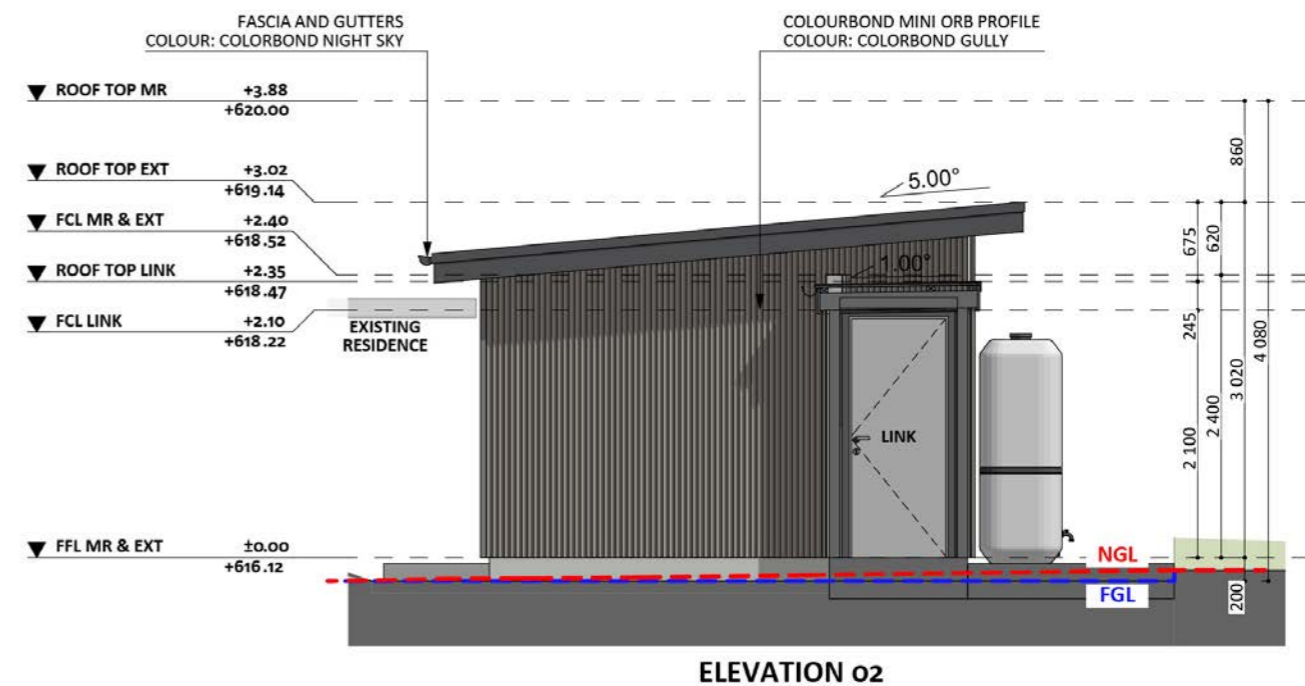 FASCIA AND GUTTERS
COLOUR: COLORBOND NIGHT SKY
COLOURBOND MINI ORB PROFILE
COLOUR: COLORBOND GULLY
ROOF TOP MR +3.88
+620.00
ROOF TOP EXT +3.02
+619.14
FCL MR & EXT +2.40
+618.52
ROOF TOP LINK +2.35
+618.47
FCL LINK +2.10
+618.22
EXISTING
RESIDENCE
5.00°
1.00°
LINK
860
675
620
245
4 080
3 020
2 400
2 100
FFL MR & EXT ±0.00
+616.12
NGL
FGL
200
ELEVATION 02